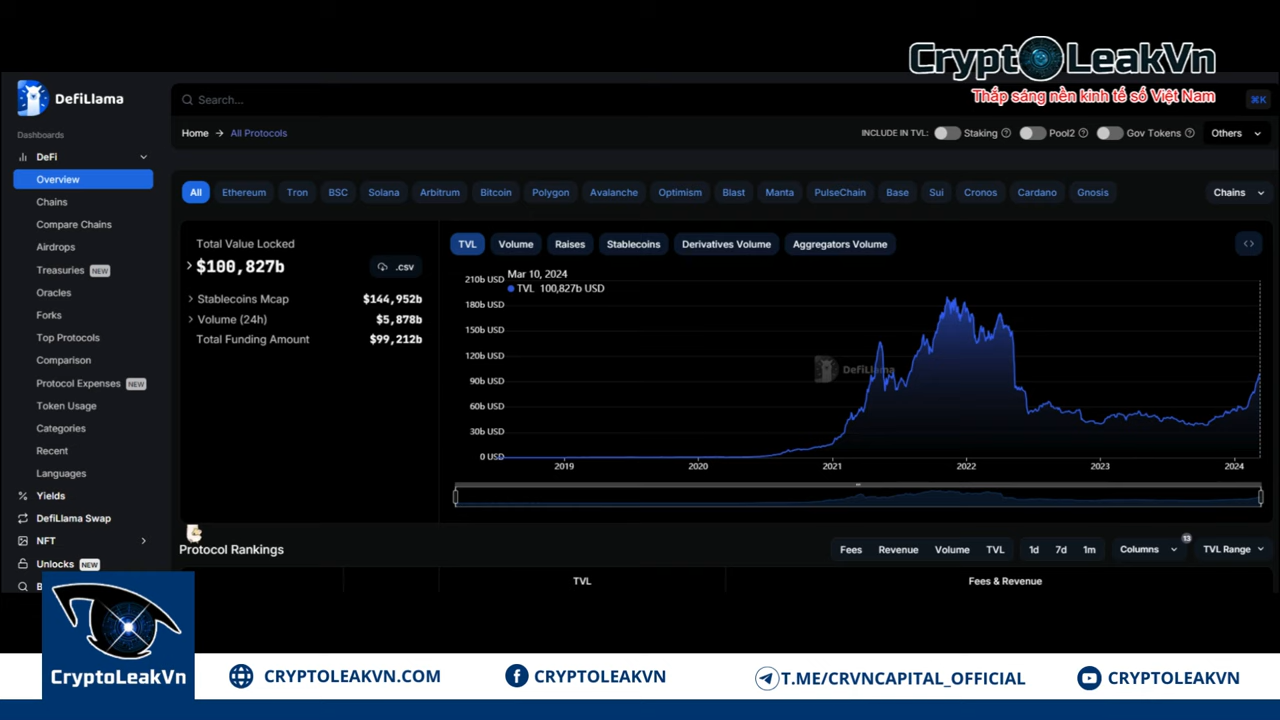 CryptoLeakVn
Thắp sáng nền kinh tế số Việt Nam
DefiLlama
Search...
⌘K
Home → All Protocols
INCLUDE IN TVL: Staking Pool2 Gov Tokens Others
Dashboards
DeFi
Overview
Chains
Compare Chains
Airdrops
Treasuries NEW
Oracles
Forks
Top Protocols
Comparison
Protocol Expenses NEW
Token Usage
Categories
Recent
Languages
Yields
DefiLlama Swap
NFT
Unlocks NEW
All Ethereum Tron BSC Solana Arbitrum Bitcoin Polygon Avalanche Optimism Blast Manta PulseChain Base Sui Cronos Cardano Gnosis Chains
Total Value Locked
$100,827b
.csv
Stablecoins Mcap $144,952b
Volume (24h) $5,878b
Total Funding Amount $99,212b
TVL Volume Raises Stablecoins Derivatives Volume Aggregators Volume
Mar 10, 2024
TVL 100,827b USD
210b USD
180b USD
150b USD
120b USD
90b USD
60b USD
30b USD
0 USD
DefiLlama
2019 2020 2021 2022 2023 2024
Protocol Rankings
Fees Revenue Volume TVL 1d 7d 1m Columns 13 TVL Range
TVL Fees & Revenue
CryptoLeakVn
CRYPTOLEAKVN.COM
CRYPTOLEAKVN
T.ME/CRVNCAPITAL_OFFICIAL
CRYPTOLEAKVN